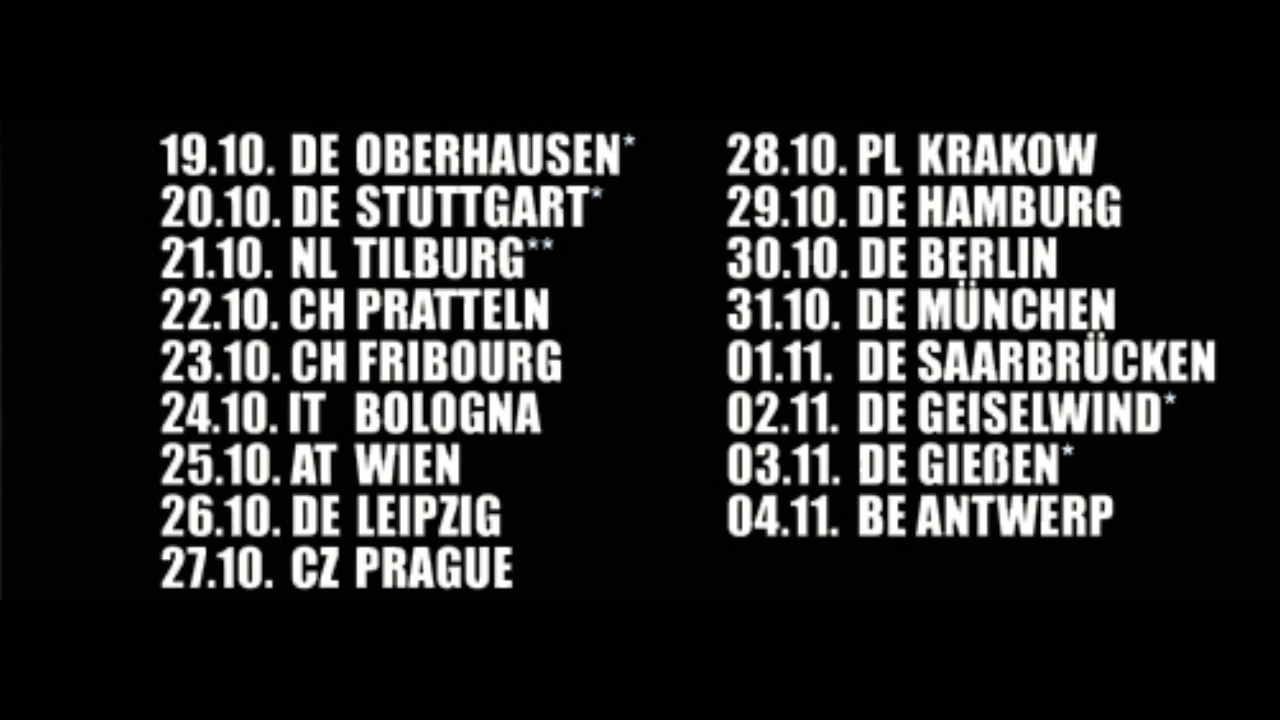 19.10. DE OBERHAUSEN*
20.10. DE STUTTGART*
21.10. NL TILBURG**
22.10. CH PRATTELN
23.10. CH FRIBOURG
24.10. IT BOLOGNA
25.10. AT WIEN
26.10. DE LEIPZIG
27.10. CZ PRAGUE
28.10. PL KRAKOW
29.10. DE HAMBURG
30.10. DE BERLIN
31.10. DE MÜNCHEN
01.11. DE SAARBRÜCKEN
02.11. DE GEISELWIND*
03.11. DE GIEßEN*
04.11. BE ANTWERP